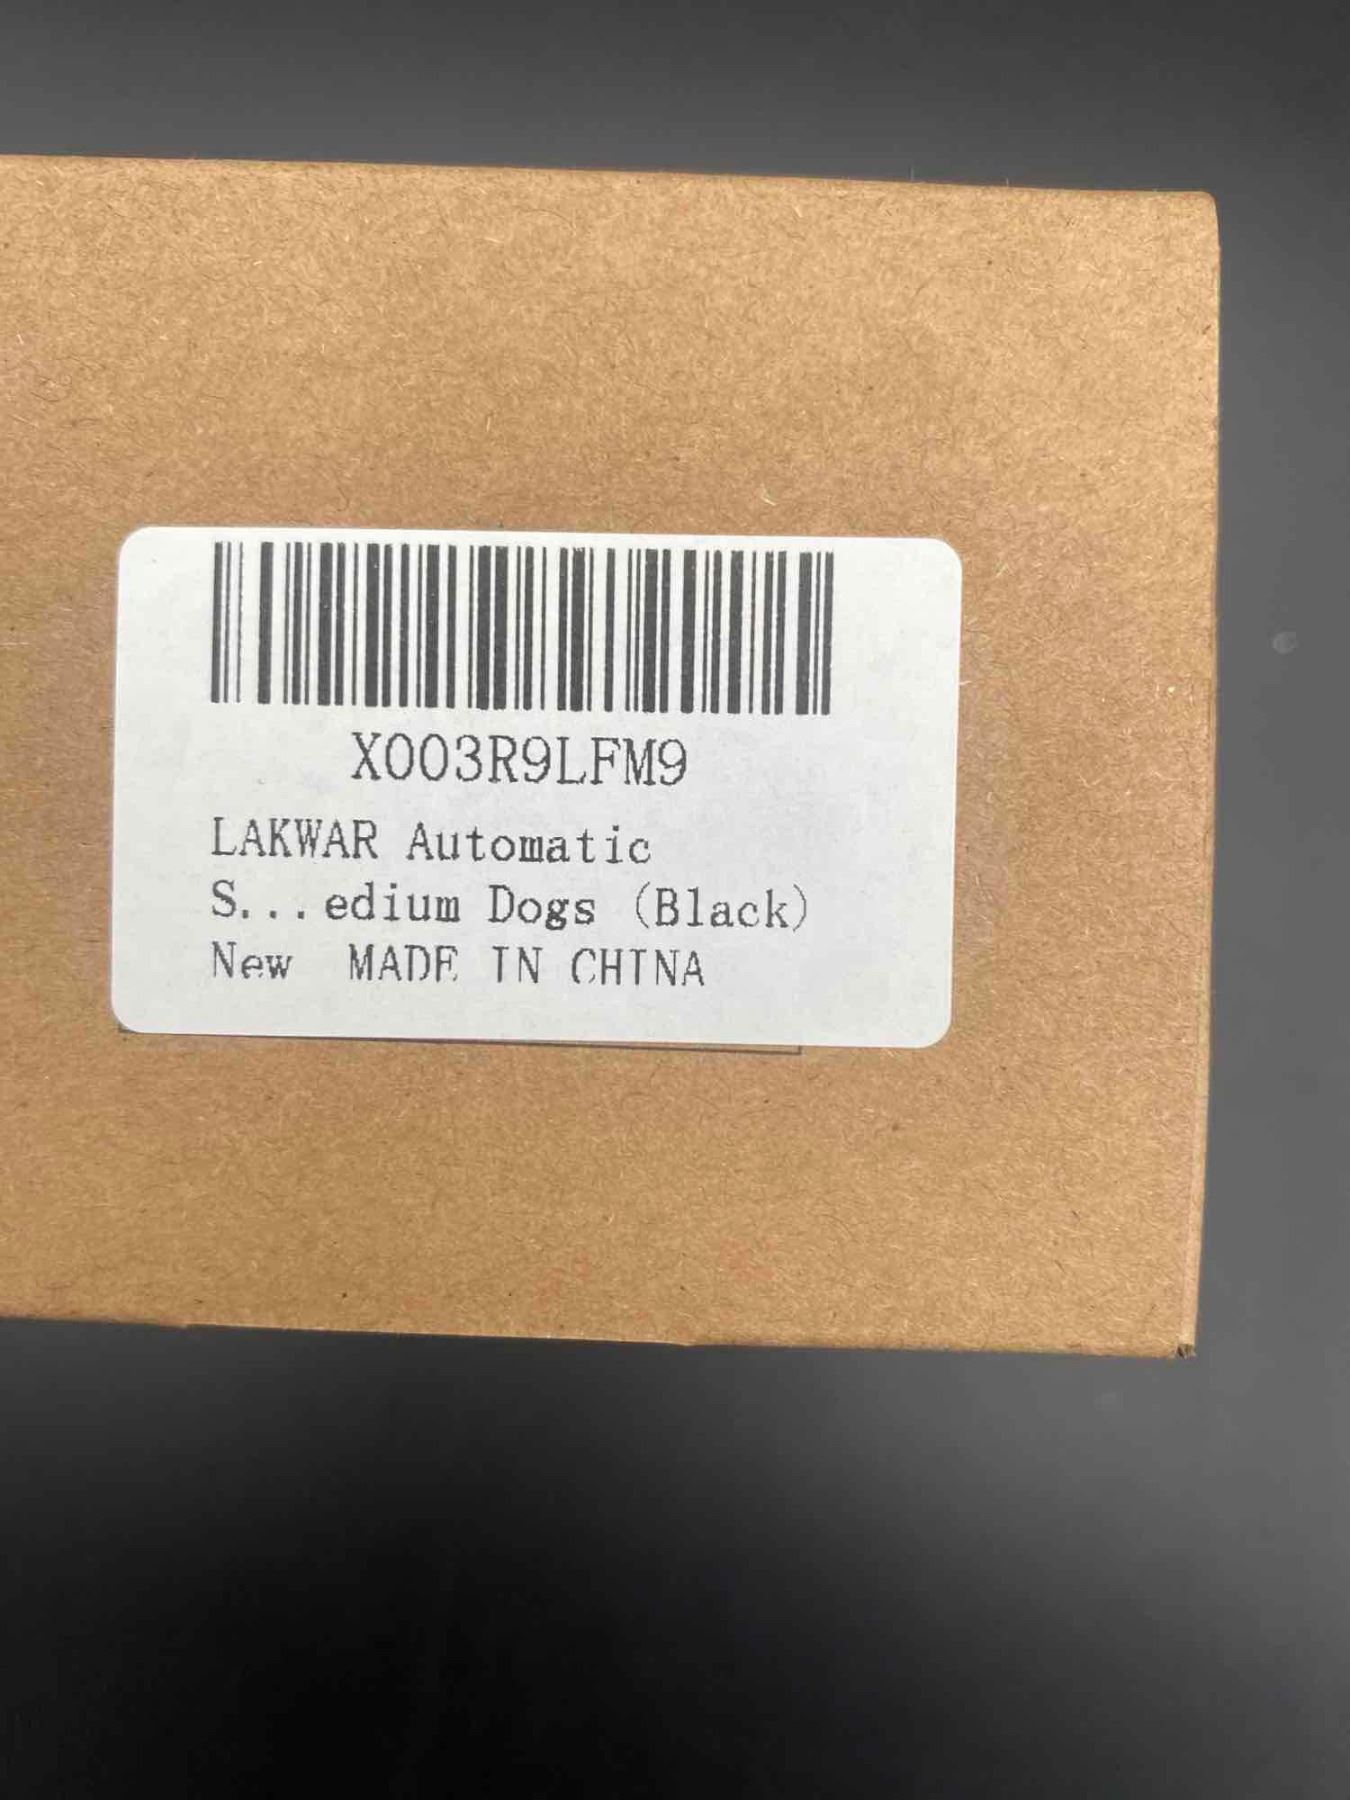 X003R9LFM9
LAKWAR Automatic
S...edium Dogs (Black)
New MADE IN CHINA